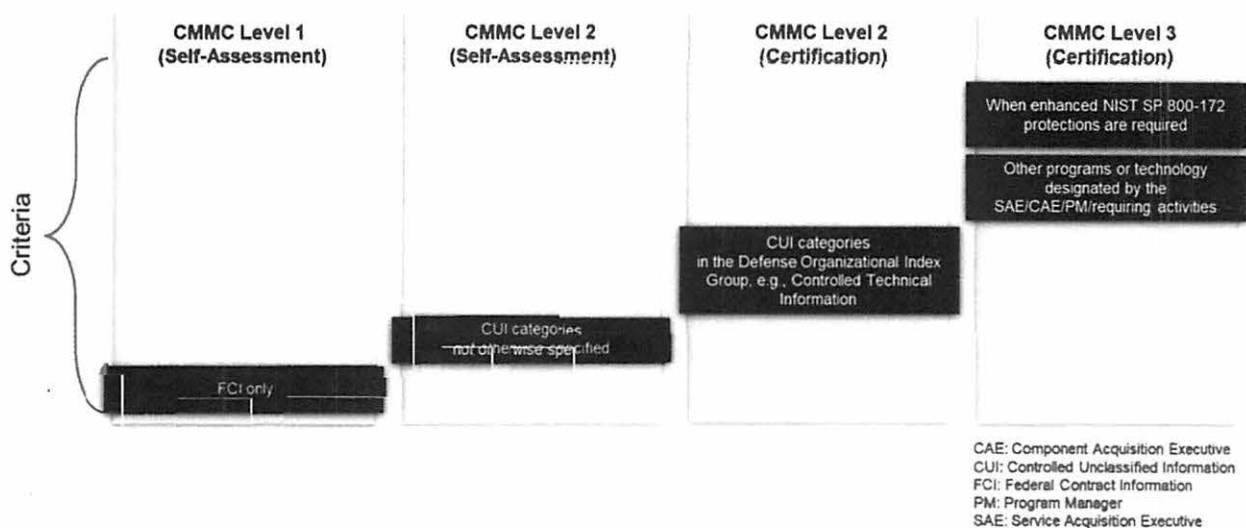 CMMC Level 1
(Self-Assessment)
CMMC Level 2
(Self-Assessment)
CMMC Level 2
(Certification)
CMMC Level 3
(Certification)
Criteria
When enhanced NIST SP 800-172
protections are required
Other programs or technology
designated by the
SAE/CAE/PM/requiring activities
CUI categories
in the Defense Organizational Index
Group, e.g., Controlled Technical
Information
CUI categories
not otherwise specified
FCI only
CAE: Component Acquisition Executive
CUI: Controlled Unclassified Information
FCI: Federal Contract Information
PM: Program Manager
SAE: Service Acquisition Executive